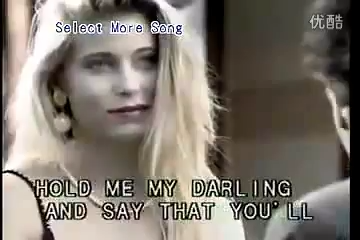 Select More Song
优酷
HOLD ME MY DARLING
AND SAY THAT YOU'LL